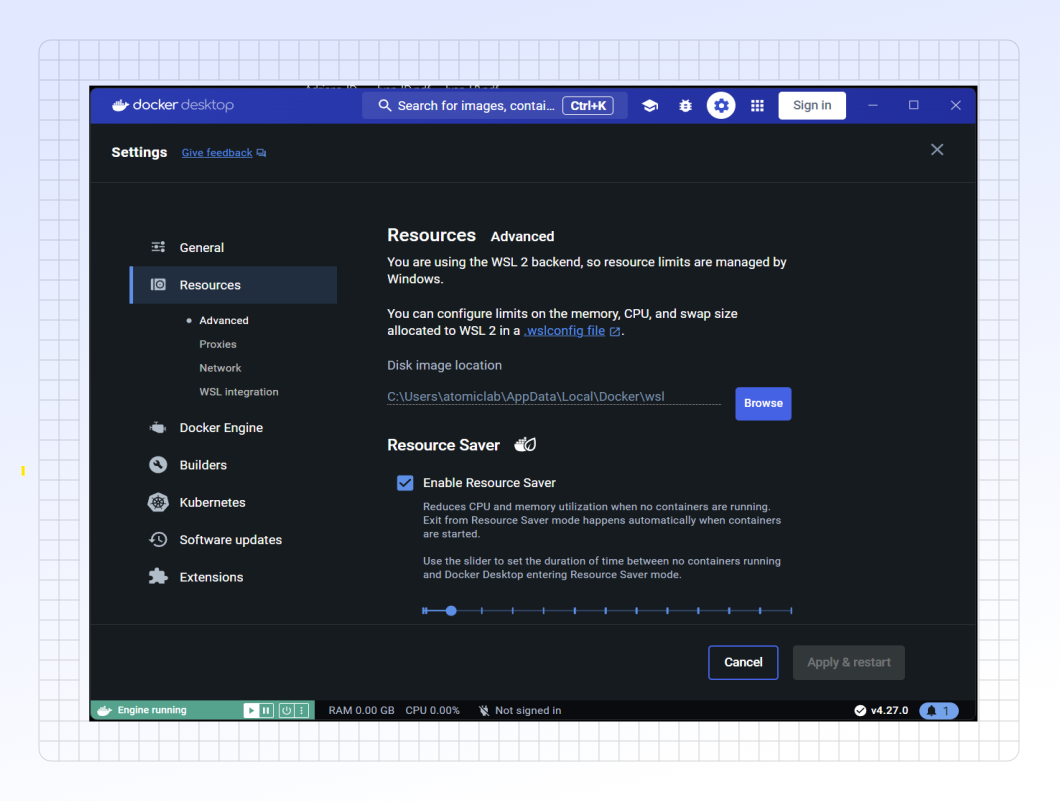 docker desktop
Search for images, contai... Ctrl+K
Sign in
Settings Give feedback
General
Resources
Advanced
Proxies
Network
WSL integration
Docker Engine
Builders
Kubernetes
Software updates
Extensions
Resources Advanced
You are using the WSL 2 backend, so resource limits are managed by
Windows.
You can configure limits on the memory, CPU, and swap size
allocated to WSL 2 in a .wslconfig file.
Disk image location
C:\Users\atomiclab\AppData\Local\Docker\wsl
Browse
Resource Saver
Enable Resource Saver
Reduces CPU and memory utilization when no containers are running.
Exit from Resource Saver mode happens automatically when containers
are started.
Use the slider to set the duration of time between no containers running
and Docker Desktop entering Resource Saver mode.
Cancel Apply & restart
Engine running RAM 0.00 GB CPU 0.00% Not signed in v4.27.0 1